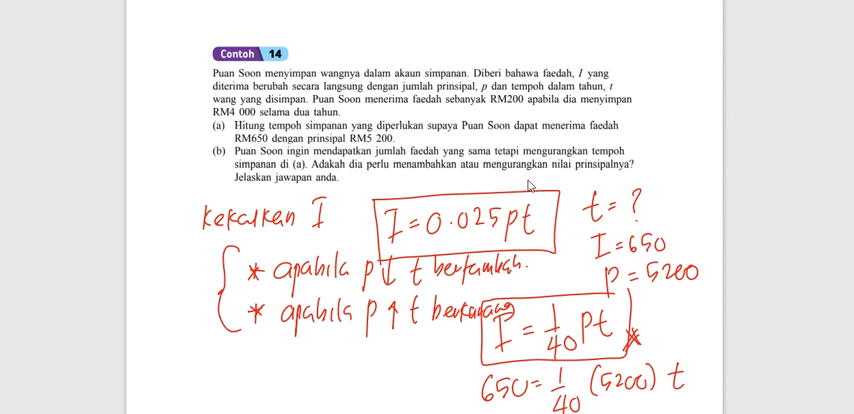 Contoh 14
Puan Soon menyimpan wangnya dalam akaun simpanan. Diberi bahawa faedah, I yang
diterima berubah secara langsung dengan jumlah prinsipal, p dan tempoh dalam tahun, t
wang yang disimpan. Puan Soon menerima faedah sebanyak RM200 apabila dia menyimpan
RM4 000 selama dua tahun.
(a) Hitung tempoh simpanan yang diperlukan supaya Puan Soon dapat menerima faedah
RM650 dengan prinsipal RM5 200.
(b) Puan Soon ingin mendapatkan jumlah faedah yang sama tetapi mengurangkan tempoh
simpanan di (a). Adakah dia perlu menambahkan atau mengurangkan nilai prinsipalnya?
Jelaskan jawapan anda.
kekalkan I
I = 0.025pt
t = ?
I = 650
p = 5200
* apabila p ↓ t bertambah.
* apabila p ↑ t berkurang
I = 1/40 pt *
650 = 1/40 (5200) t